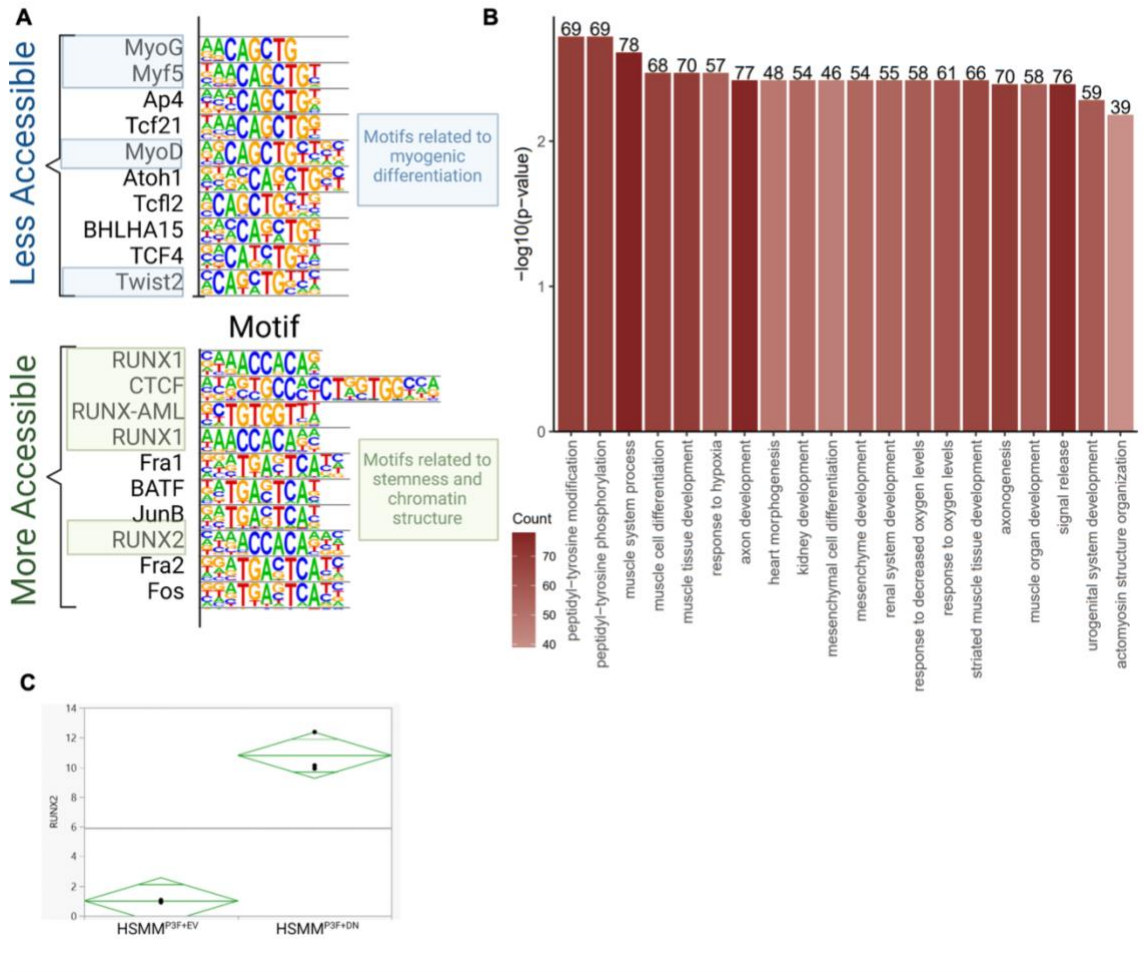 A
Less Accessible
MyoG
Myf5
Ap4
Tcf21
MyoD
Atoh1
Tcfl2
BHLHA15
TCF4
Twist2
Motifs related to
myogenic
differentiation
Motif
More Accessible
RUNX1
CTCF
RUNX-AML
RUNX1
Fra1
BATF
JunB
RUNX2
Fra2
Fos
Motifs related to
stemness and
chromatin
structure
B
−log10(p−value)
2
1
0
69 69 78 68 70 57 77 48 54 46 54 55 58 61 66 70 58 76 59 39
peptidyl−tyrosine modification
peptidyl−tyrosine phosphorylation
muscle system process
muscle cell differentiation
muscle tissue development
response to hypoxia
axon development
heart morphogenesis
kidney development
mesenchymal cell differentiation
mesenchyme development
renal system development
response to decreased oxygen levels
response to oxygen levels
striated muscle tissue development
axonogenesis
muscle organ development
signal release
urogenital system development
actomyosin structure organization
Count
70
60
50
40
C
RUNX2
14
12
10
8
6
4
2
0
HSMMP3F+EV
HSMMP3F+DN